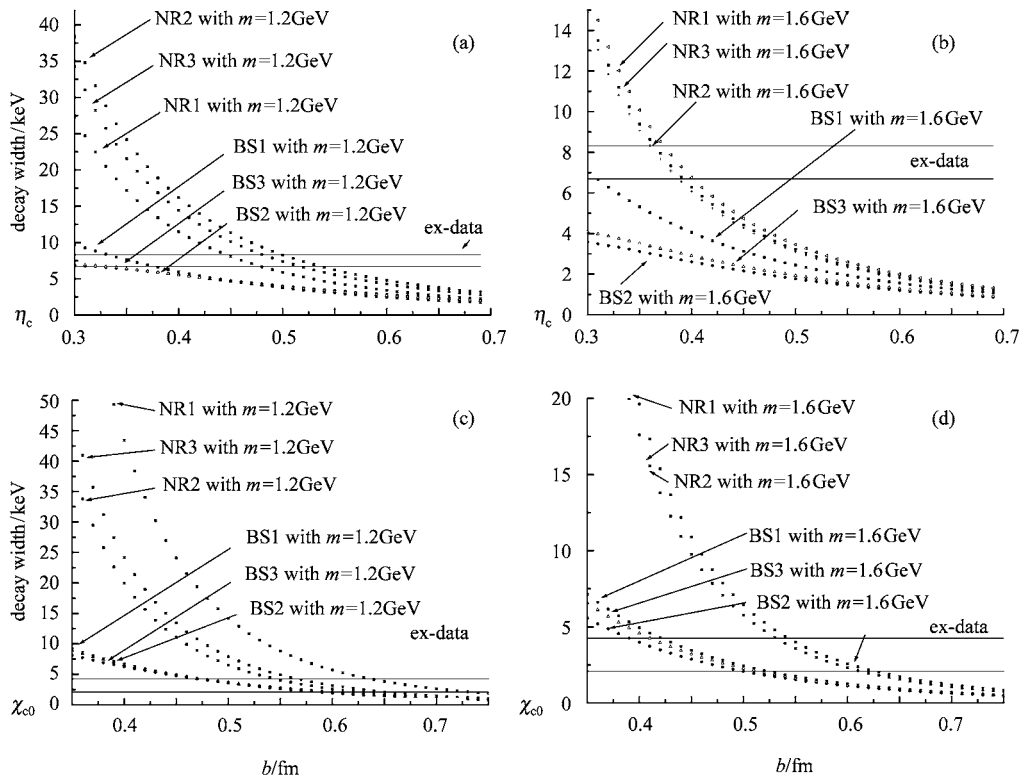 (a)
decay width/keV
40
35
30
25
20
15
10
5
0
NR2 with m=1.2GeV
NR3 with m=1.2GeV
NR1 with m=1.2GeV
BS1 with m=1.2GeV
BS3 with m=1.2GeV
BS2 with m=1.2GeV
ex-data
ηc
0.3 0.4 0.5 0.6 0.7
(b)
14
12
10
8
6
4
2
0
NR1 with m=1.6GeV
NR3 with m=1.6GeV
NR2 with m=1.6GeV
BS1 with m=1.6GeV
ex-data
BS3 with m=1.6GeV
BS2 with m=1.6GeV
ηc
0.3 0.4 0.5 0.6 0.7
(c)
decay width/keV
50
45
40
35
30
25
20
15
10
5
0
NR1 with m=1.2GeV
NR3 with m=1.2GeV
NR2 with m=1.2GeV
BS1 with m=1.2GeV
BS3 with m=1.2GeV
BS2 with m=1.2GeV
ex-data
χc0
0.4 0.5 0.6 0.7
b/fm
(d)
20
15
10
5
0
NR1 with m=1.6GeV
NR3 with m=1.6GeV
NR2 with m=1.6GeV
BS1 with m=1.6GeV
BS3 with m=1.6GeV
BS2 with m=1.6GeV
ex-data
χc0
0.4 0.5 0.6 0.7
b/fm